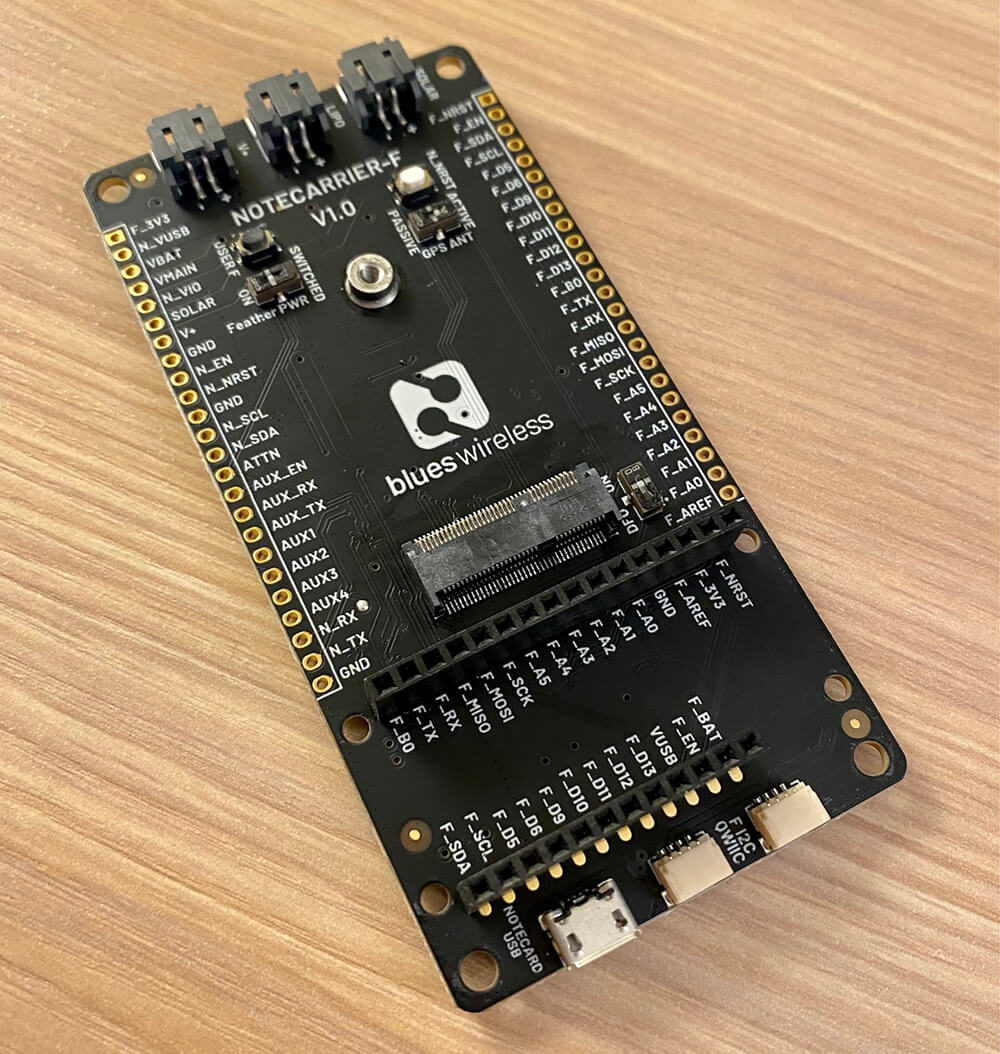 V+
LIPO
SOLAR
NOTECARRIER-F
V1.0
N_NRST
ACTIVE
PASSIVE
GPS ANT
USER F
SWITCHED
ON
Feather PWR
F_3V3
N_VUSB
VBAT
VMAIN
N_VIO
SOLAR
V+
GND
N_EN
N_NRST
GND
N_SCL
N_SDA
ATTN
AUX_EN
AUX_RX
AUX_TX
AUX1
AUX2
AUX3
AUX4
N_RX
N_TX
GND
F_NRST
F_EN
F_SDA
F_SCL
F_D5
F_D6
F_D9
F_D10
F_D11
F_D12
F_D13
F_B0
F_TX
F_RX
F_MISO
F_MOSI
F_SCK
F_A5
F_A4
F_A3
F_A2
F_A1
F_A0
F_AREF
blues wireless
ON
DFU
F_B0
F_TX
F_RX
F_MISO
F_MOSI
F_SCK
F_A5
F_A4
F_A3
F_A2
F_A1
F_A0
GND
F_AREF
F_3V3
F_NRST
F_SDA
F_SCL
F_D5
F_D6
F_D9
F_D10
F_D11
F_D12
F_D13
VUSB
F_EN
F_BAT
NOTECARD
USB
F I2C
QWIIC